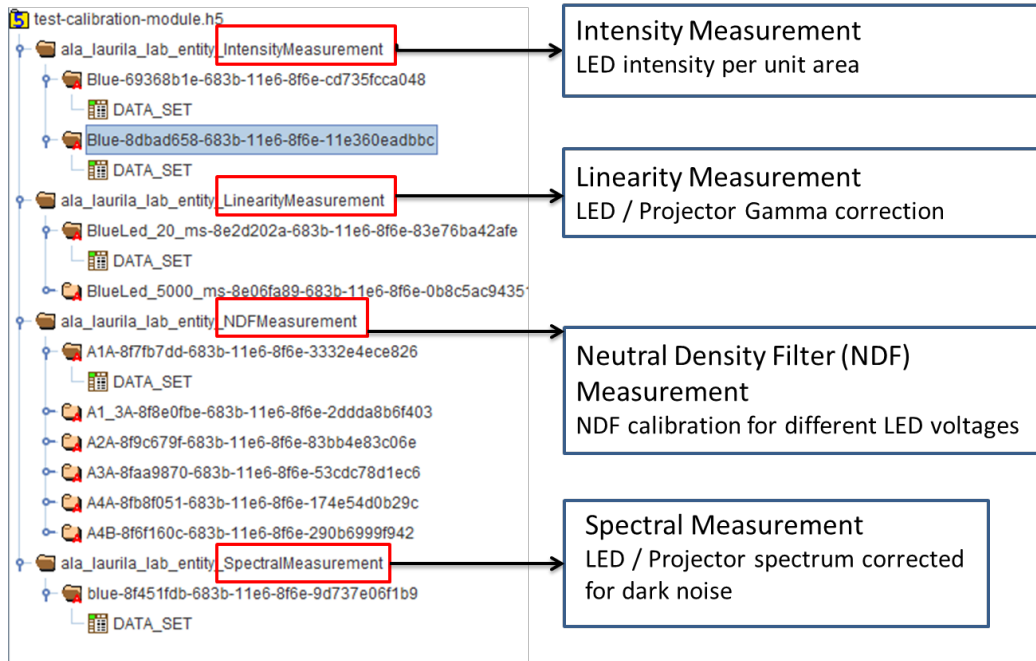 test-calibration-module.h5
ala_laurila_lab_entity_IntensityMeasurement
Blue-69368b1e-683b-11e6-8f6e-cd735fcca048
DATA_SET
Blue-8dbad658-683b-11e6-8f6e-11e360eadbbc
DATA_SET
ala_laurila_lab_entity_LinearityMeasurement
BlueLed_20_ms-8e2d202a-683b-11e6-8f6e-83e76ba42afe
DATA_SET
BlueLed_5000_ms-8e06fa89-683b-11e6-8f6e-0b8c5ac94351
ala_laurila_lab_entity_NDFMeasurement
A1A-8f7fb7dd-683b-11e6-8f6e-3332e4ece826
DATA_SET
A1_3A-8f8e0fbe-683b-11e6-8f6e-2ddda8b6f403
A2A-8f9c679f-683b-11e6-8f6e-83bb4e83c06e
A3A-8faa9870-683b-11e6-8f6e-53cdc78d1ec6
A4A-8fb8f051-683b-11e6-8f6e-174e54d0b29c
A4B-8f6f160c-683b-11e6-8f6e-290b6999f942
ala_laurila_lab_entity_SpectralMeasurement
blue-8f451fdb-683b-11e6-8f6e-9d737e06f1b9
DATA_SET
Intensity Measurement
LED intensity per unit area
Linearity Measurement
LED / Projector Gamma correction
Neutral Density Filter (NDF)
Measurement
NDF calibration for different LED voltages
Spectral Measurement
LED / Projector spectrum corrected
for dark noise